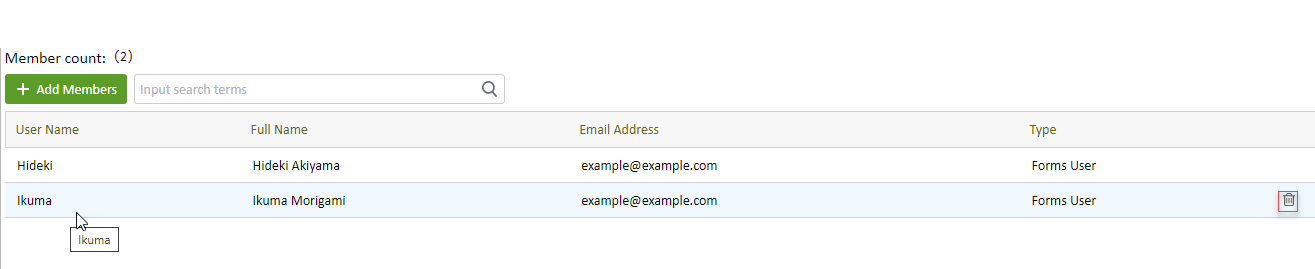 Member count: (2)
+ Add Members Input search terms
User Name Full Name Email Address Type
Hideki Hideki Akiyama example@example.com Forms User
Ikuma Ikuma Morigami example@example.com Forms User
Ikuma